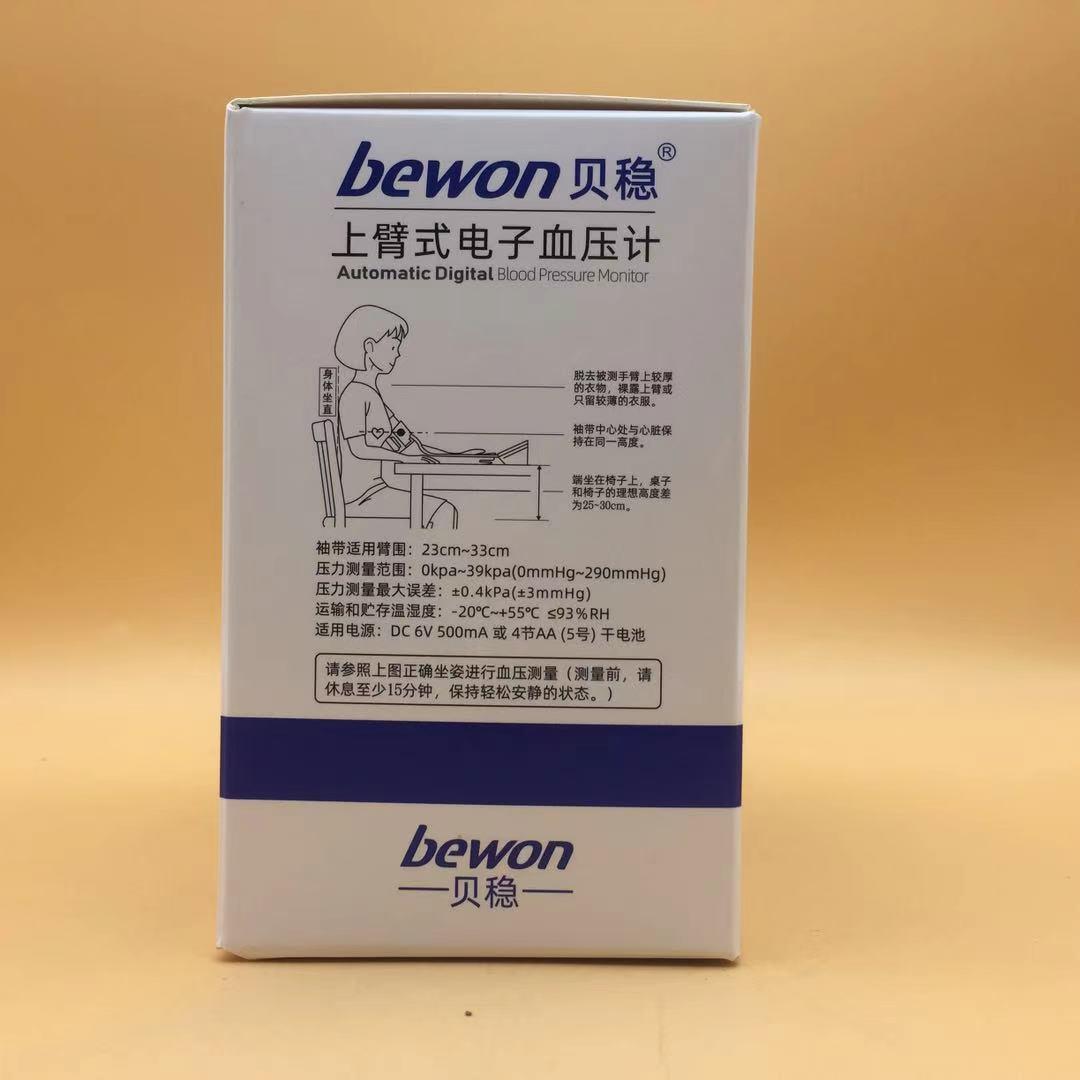 bewon 贝稳®
上臂式电子血压计
Automatic Digital Blood Pressure Monitor
身体坐直
脱去被测手臂上较厚
的衣物，裸露上臂或
只留较薄的衣服。
袖带中心处与心脏保
持在同一高度。
端坐在椅子上，桌子
和椅子的理想高度差
为25~30cm。
袖带适用臂围：23cm~33cm
压力测量范围：0kpa~39kpa(0mmHg~290mmHg)
压力测量最大误差：±0.4kPa(±3mmHg)
运输和贮存温湿度：-20℃~+55℃ ≤93%RH
适用电源：DC 6V 500mA 或 4节AA (5号) 干电池
请参照上图正确坐姿进行血压测量（测量前，请
休息至少15分钟，保持轻松安静的状态。）
bewon
贝稳